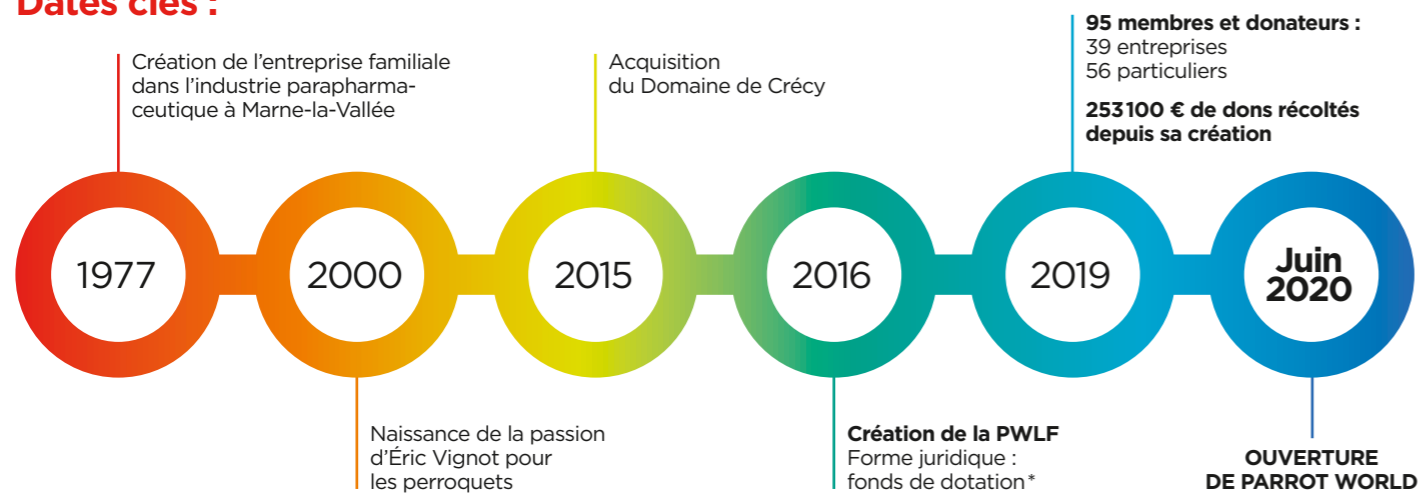 Dates clés :
Création de l’entreprise familiale
dans l’industrie parapharma-
ceutique à Marne-la-Vallée
Acquisition
du Domaine de Crécy
95 membres et donateurs :
39 entreprises
56 particuliers
253 100 € de dons récoltés
depuis sa création
1977
2000
2015
2016
2019
Juin
2020
Naissance de la passion
d’Éric Vignot pour
les perroquets
Création de la PWLF
Forme juridique :
fonds de dotation*
OUVERTURE
DE PARROT WORLD